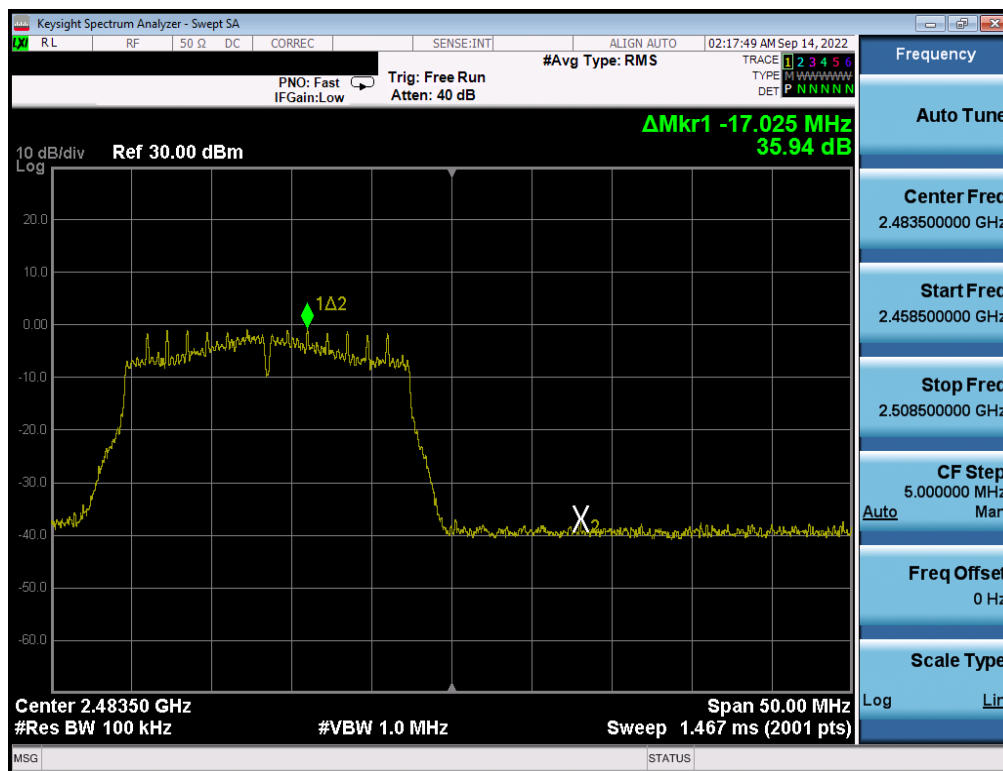 Keysight Spectrum Analyzer - Swept SA
LXI RL RF 50 Ω DC CORREC SENSE:INT ALIGN AUTO 02:17:49 AM Sep 14, 2022
PNO: Fast
IFGain:Low
Trig: Free Run
Atten: 40 dB
#Avg Type: RMS
TRACE 1 2 3 4 5 6
TYPE M WWWWW
DET P N N N N N
ΔMkr1 -17.025 MHz
35.94 dB
10 dB/div Ref 30.00 dBm
Log
20.0
10.0
0.00
-10.0
-20.0
-30.0
-40.0
-50.0
-60.0
1Δ2
X2
Center 2.48350 GHz Span 50.00 MHz
#Res BW 100 kHz #VBW 1.0 MHz Sweep 1.467 ms (2001 pts)
MSG STATUS
Frequency
Auto Tune
Center Freq
2.483500000 GHz
Start Freq
2.458500000 GHz
Stop Freq
2.508500000 GHz
CF Step
5.000000 MHz
Auto Man
Freq Offset
0 Hz
Scale Type
Log Lin